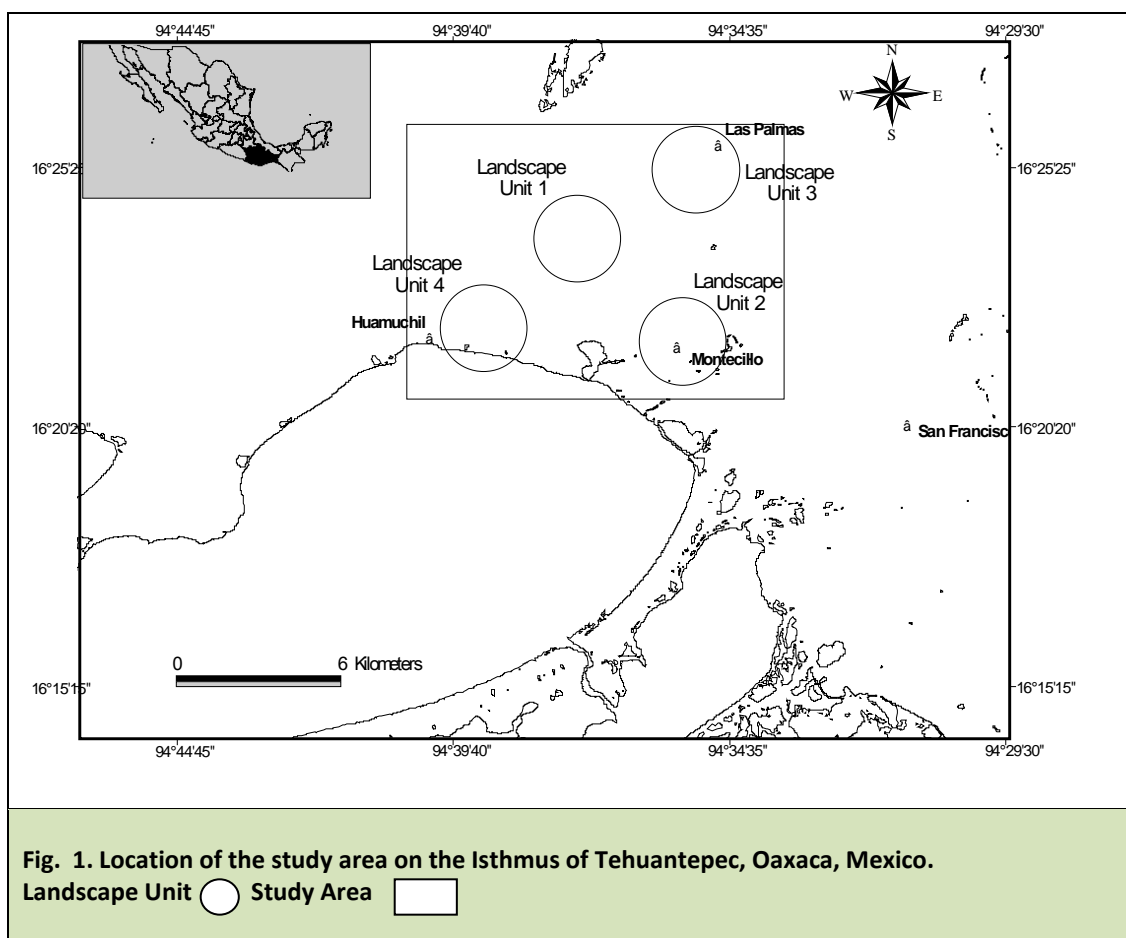 94°44'45" 94°39'40" 94°34'35" 94°29'30"
N
W E
S
Las Palmas
â
16°25'25" 16°25'25"
Landscape
Unit 1
Landscape
Unit 3
Landscape
Unit 4
Landscape
Unit 2
Huamuchil
â
â
Montecillo
16°20'20" 16°20'20"
â San Francisc
0 6 Kilometers
16°15'15" 16°15'15"
94°44'45" 94°39'40" 94°34'35" 94°29'30"
Fig. 1. Location of the study area on the Isthmus of Tehuantepec, Oaxaca, Mexico.
Landscape Unit Study Area